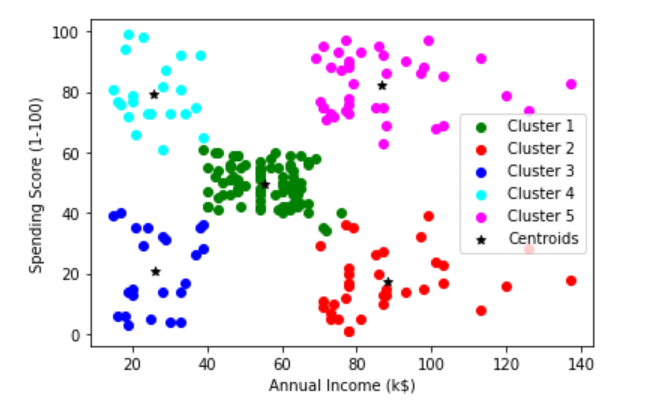 100
80
60
40
20
0
Spending Score (1-100)
Cluster 1
Cluster 2
Cluster 3
Cluster 4
Cluster 5
Centroids
20 40 60 80 100 120 140
Annual Income (k$)